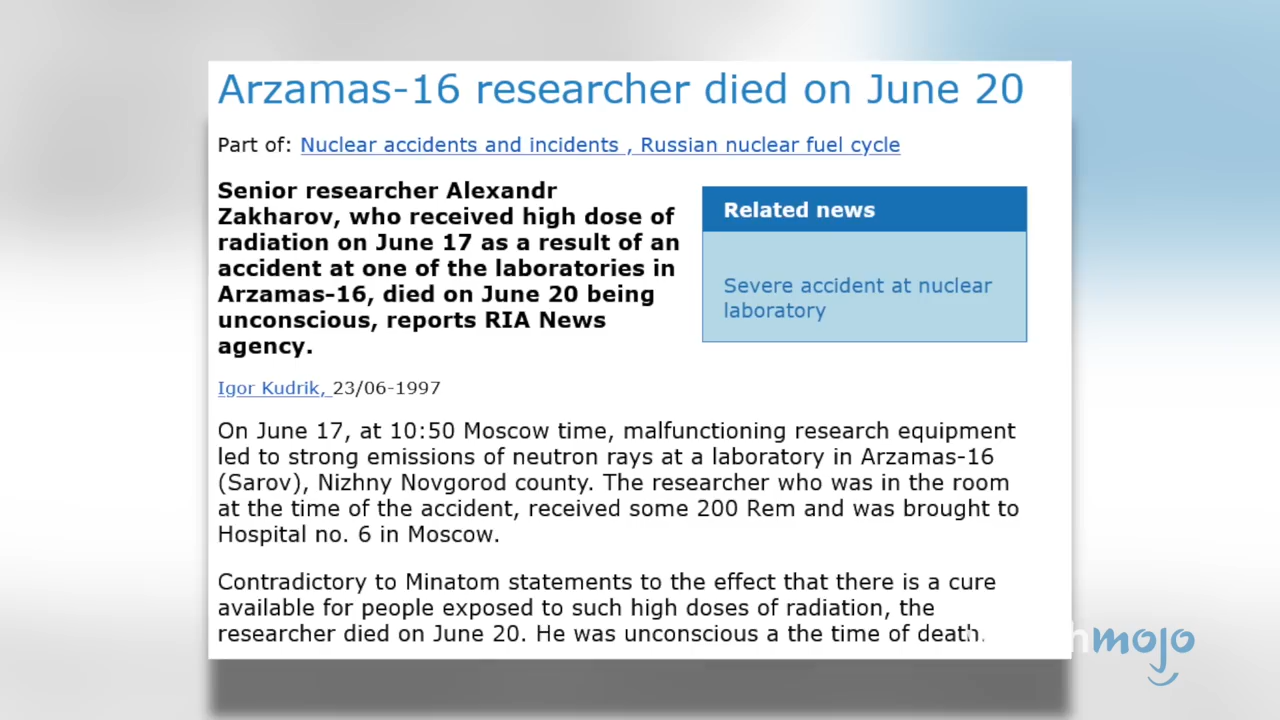 Arzamas-16 researcher died on June 20
Part of: Nuclear accidents and incidents , Russian nuclear fuel cycle
Senior researcher Alexandr
Zakharov, who received high dose of
radiation on June 17 as a result of an
accident at one of the laboratories in
Arzamas-16, died on June 20 being
unconscious, reports RIA News
agency.
Related news
Severe accident at nuclear
laboratory
Igor Kudrik, 23/06-1997
On June 17, at 10:50 Moscow time, malfunctioning research equipment
led to strong emissions of neutron rays at a laboratory in Arzamas-16
(Sarov), Nizhny Novgorod county. The researcher who was in the room
at the time of the accident, received some 200 Rem and was brought to
Hospital no. 6 in Moscow.
Contradictory to Minatom statements to the effect that there is a cure
available for people exposed to such high doses of radiation, the
researcher died on June 20. He was unconscious a the time of death.
hmojo